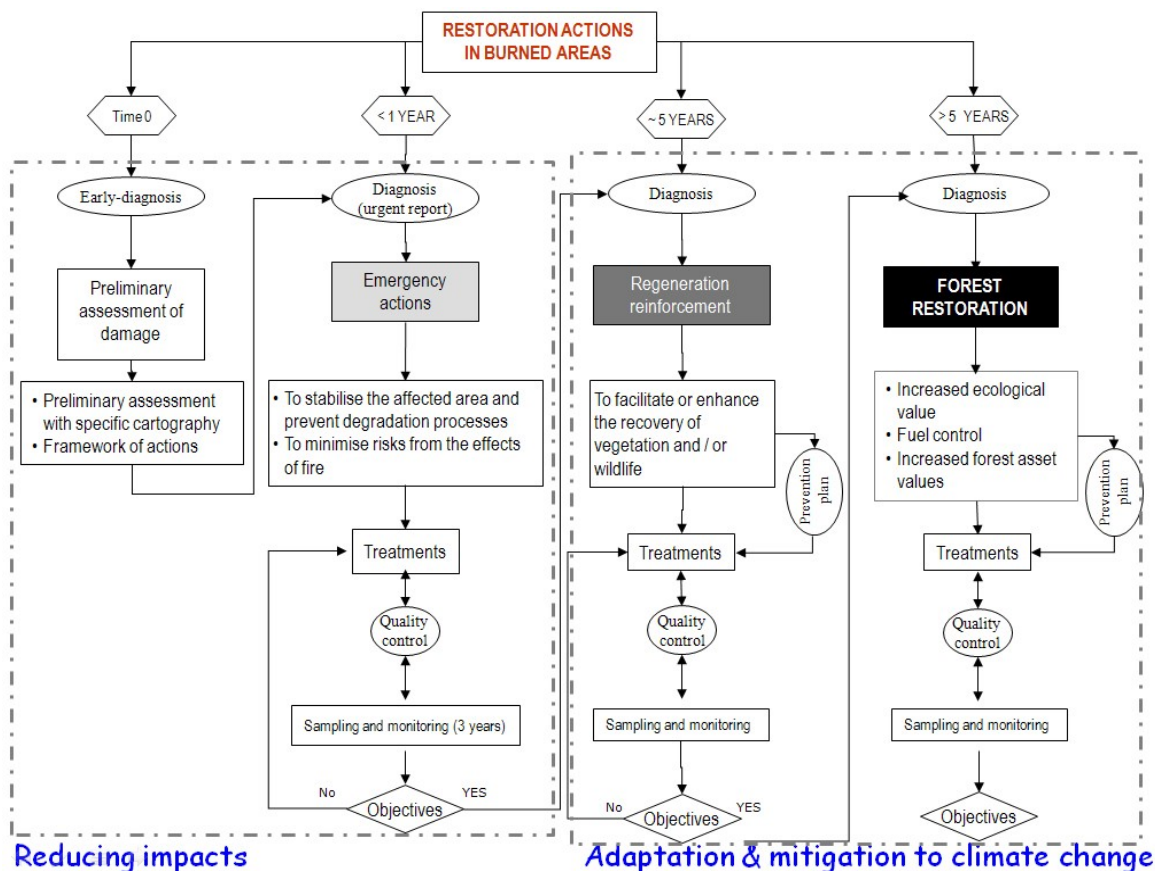 RESTORATION ACTIONS
IN BURNED AREAS
Time 0
< 1 YEAR
~ 5 YEARS
> 5 YEARS
Early-diagnosis
Preliminary
assessment of
damage
• Preliminary assessment
with specific cartography
• Framework of actions
Diagnosis
(urgent report)
Emergency
actions
• To stabilise the affected area and
prevent degradation processes
• To minimise risks from the effects
of fire
Treatments
Quality
control
Sampling and monitoring (3 years)
No
Objectives
YES
Diagnosis
Regeneration
reinforcement
To facilitate or enhance
the recovery of
vegetation and / or
wildlife
Prevention
plan
Treatments
Quality
control
Sampling and monitoring
No
Objectives
YES
Diagnosis
FOREST
RESTORATION
• Increased ecological
value
• Fuel control
• Increased forest asset
values
Prevention
plan
Treatments
Quality
control
Sampling and monitoring
Objectives
Reducing impacts
Adaptation & mitigation to climate change